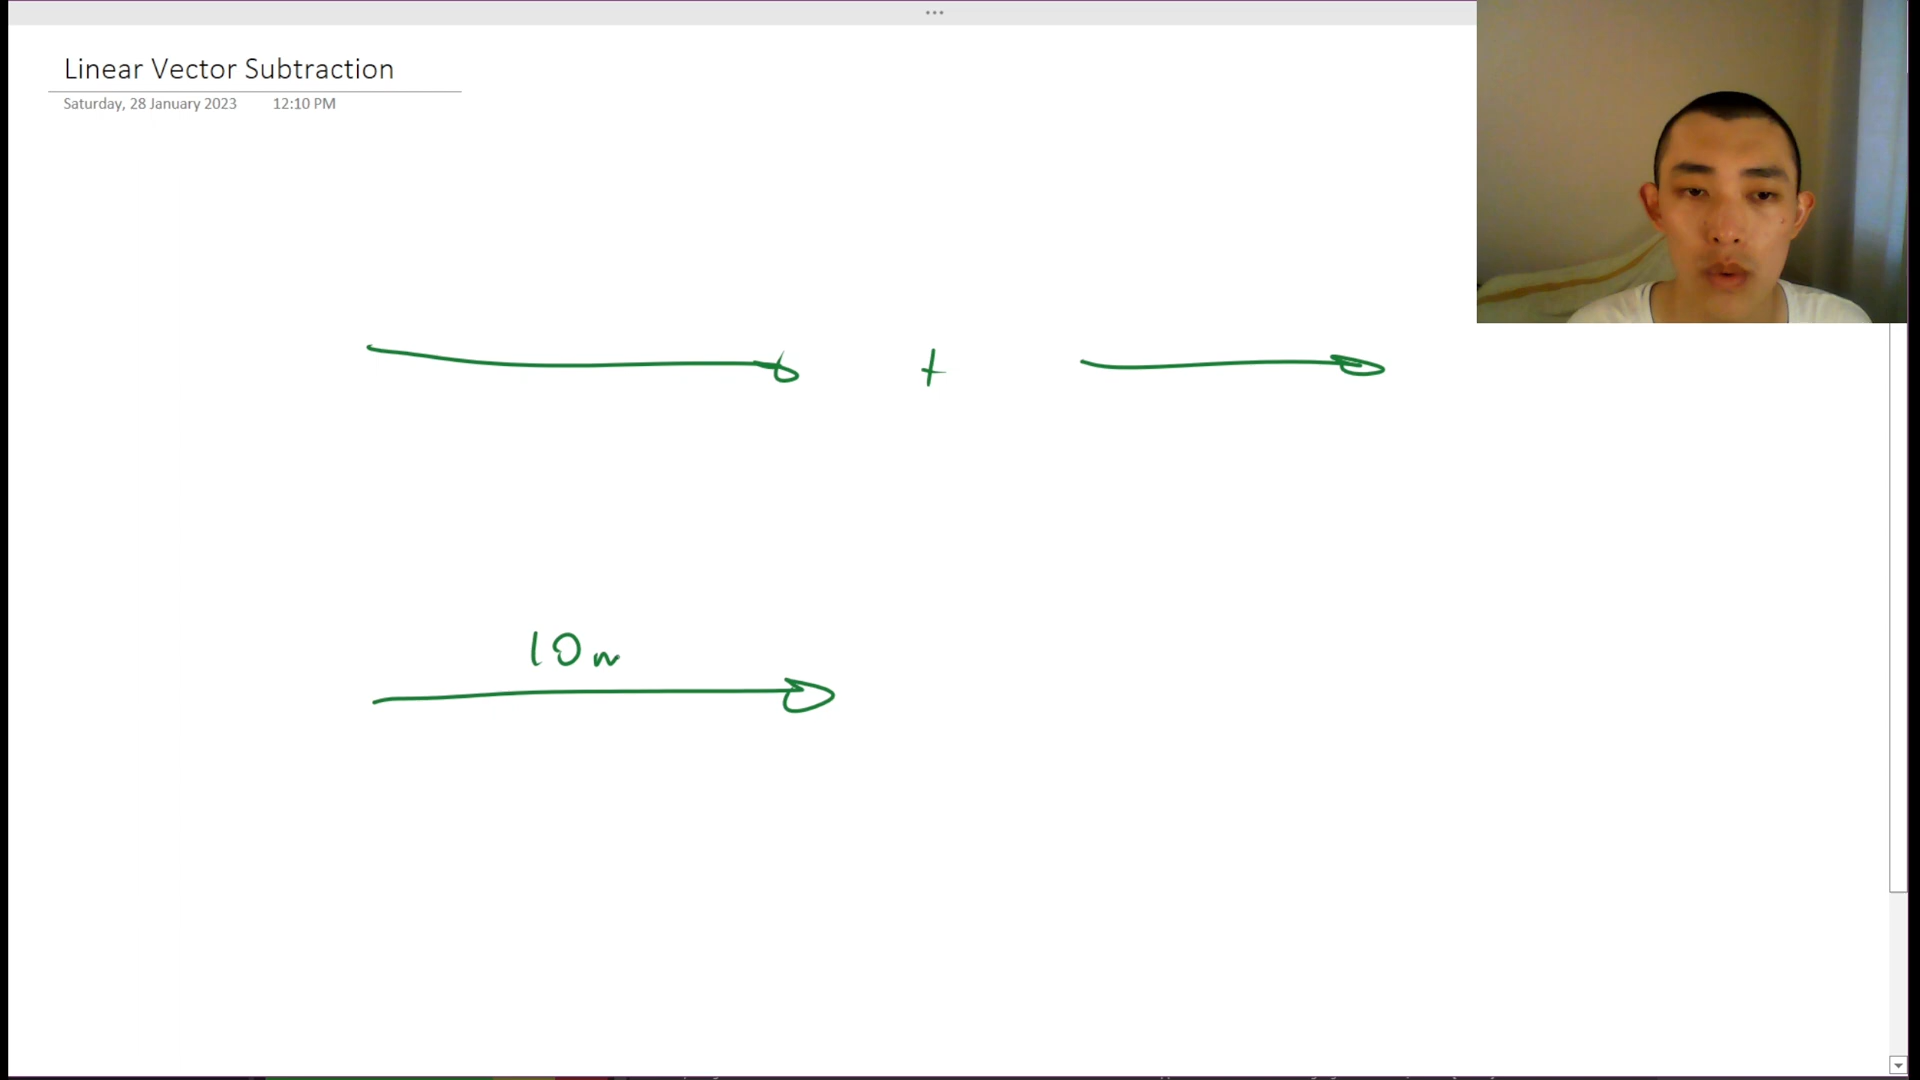 Linear Vector Subtraction
Saturday, 28 January 2023 12:10 PM
+
10m